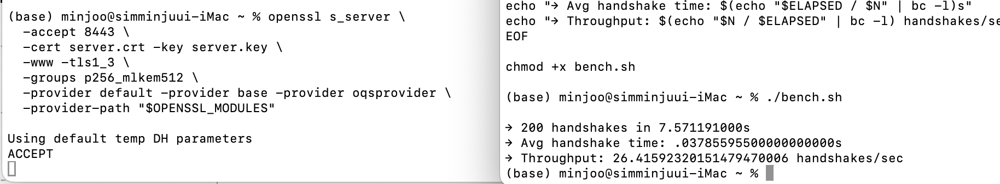 (base) minjoo@simminjuui-iMac ~ % openssl s_server \
-accept 8443 \
-cert server.crt -key server.key \
-www -tls1_3 \
-groups p256_mlkem512 \
-provider default -provider base -provider oqsprovider \
-provider-path "$OPENSSL_MODULES"
Using default temp DH parameters
ACCEPT
echo "→ Avg handshake time: $(echo "$ELAPSED / $N" | bc -l)s"
echo "→ Throughput: $(echo "$N / $ELAPSED" | bc -l) handshakes/se
EOF
chmod +x bench.sh
(base) minjoo@simminjuui-iMac ~ % ./bench.sh
→ 200 handshakes in 7.571191000s
→ Avg handshake time: .03785595500000000000s
→ Throughput: 26.41592320151479470006 handshakes/sec
(base) minjoo@simminjuui-iMac ~ %